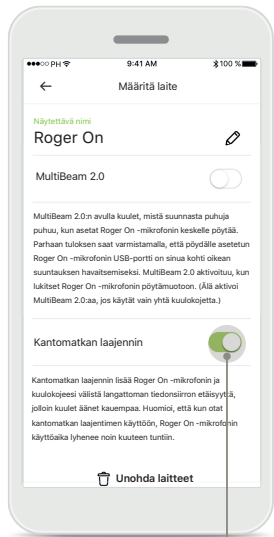 PH 9:41 AM 100 %
Määritä laite
Näytettävä nimi
Roger On
MultiBeam 2.0
MultiBeam 2.0:n avulla kuulet, mistä suunnasta puhuja
puhuu, kun asetat Roger On -mikrofonin keskelle pöytää.
Parhaan tuloksen saat varmistamalla, että pöydälle asetetun
Roger On -mikrofonin USB-portti on sinua kohti oikean
suuntauksen havaitsemiseksi. MultiBeam 2.0 aktivoituu, kun
lukitset Roger On -mikrofonin pöytämuotoon. (Älä aktivoi
MultiBeam 2.0:aa, jos käytät vain yhtä kuulokojetta.)
Kantomatkan laajennin
Kantomatkan laajennin lisää Roger On -mikrofonin ja
kuulokojeesi välistä langattoman tiedonsiirron etäisyyttä,
jolloin kuulet äänet kauempaa. Huomioi, että kun otat
kantomatkan laajentimen käyttöön, Roger On -mikrofonin
käyttöaika lyhenee noin kuuteen tuntiin.
Unohda laitteet